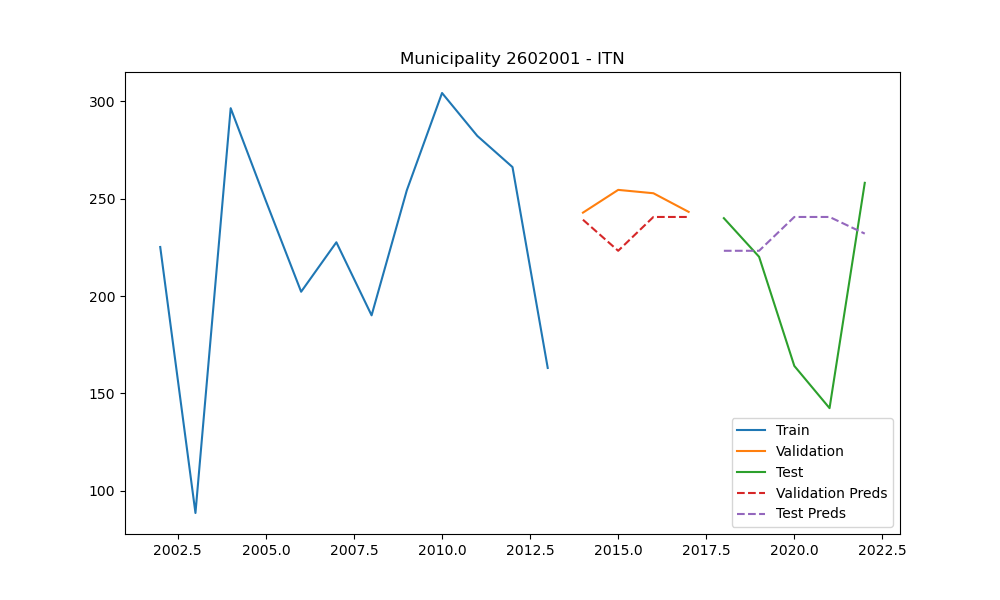 Municipality 2602001 - ITN
300
250
200
150
100
Train
Validation
Test
Validation Preds
Test Preds
2002.5 2005.0 2007.5 2010.0 2012.5 2015.0 2017.5 2020.0 2022.5